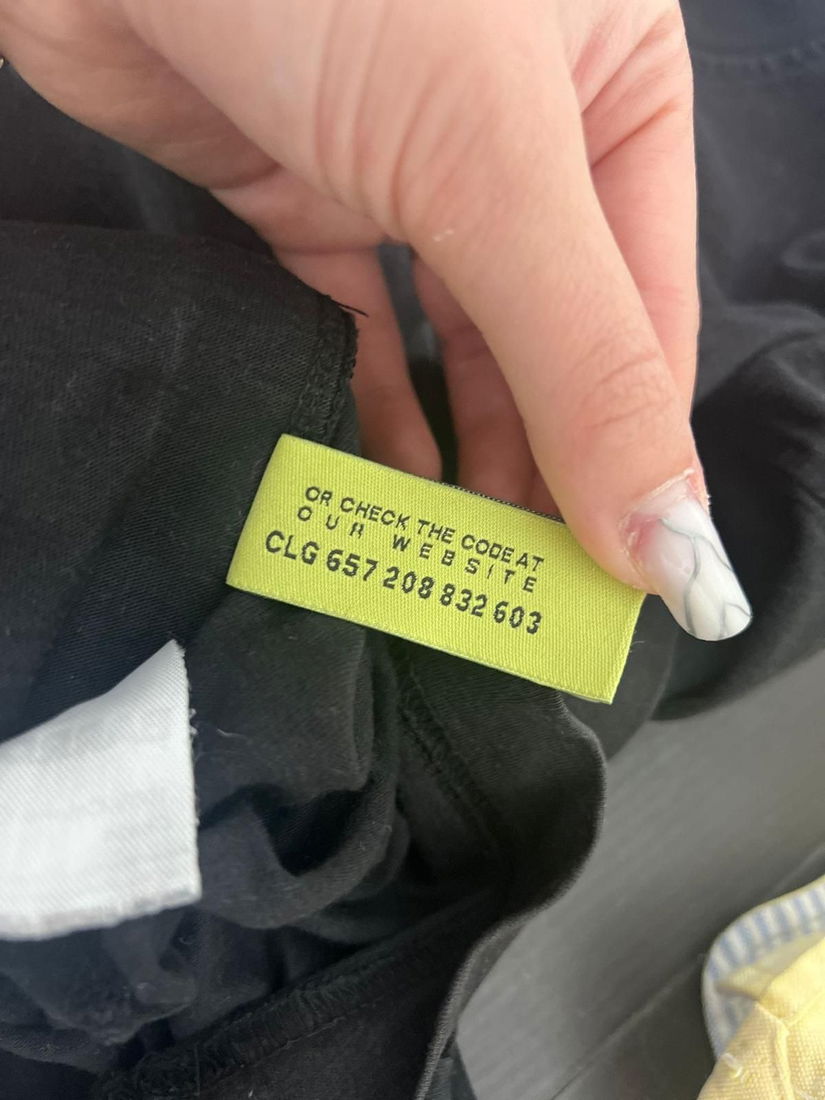 OR CHECK THE CODE AT
OUR WEBSITE
CLG 657 208 832 603